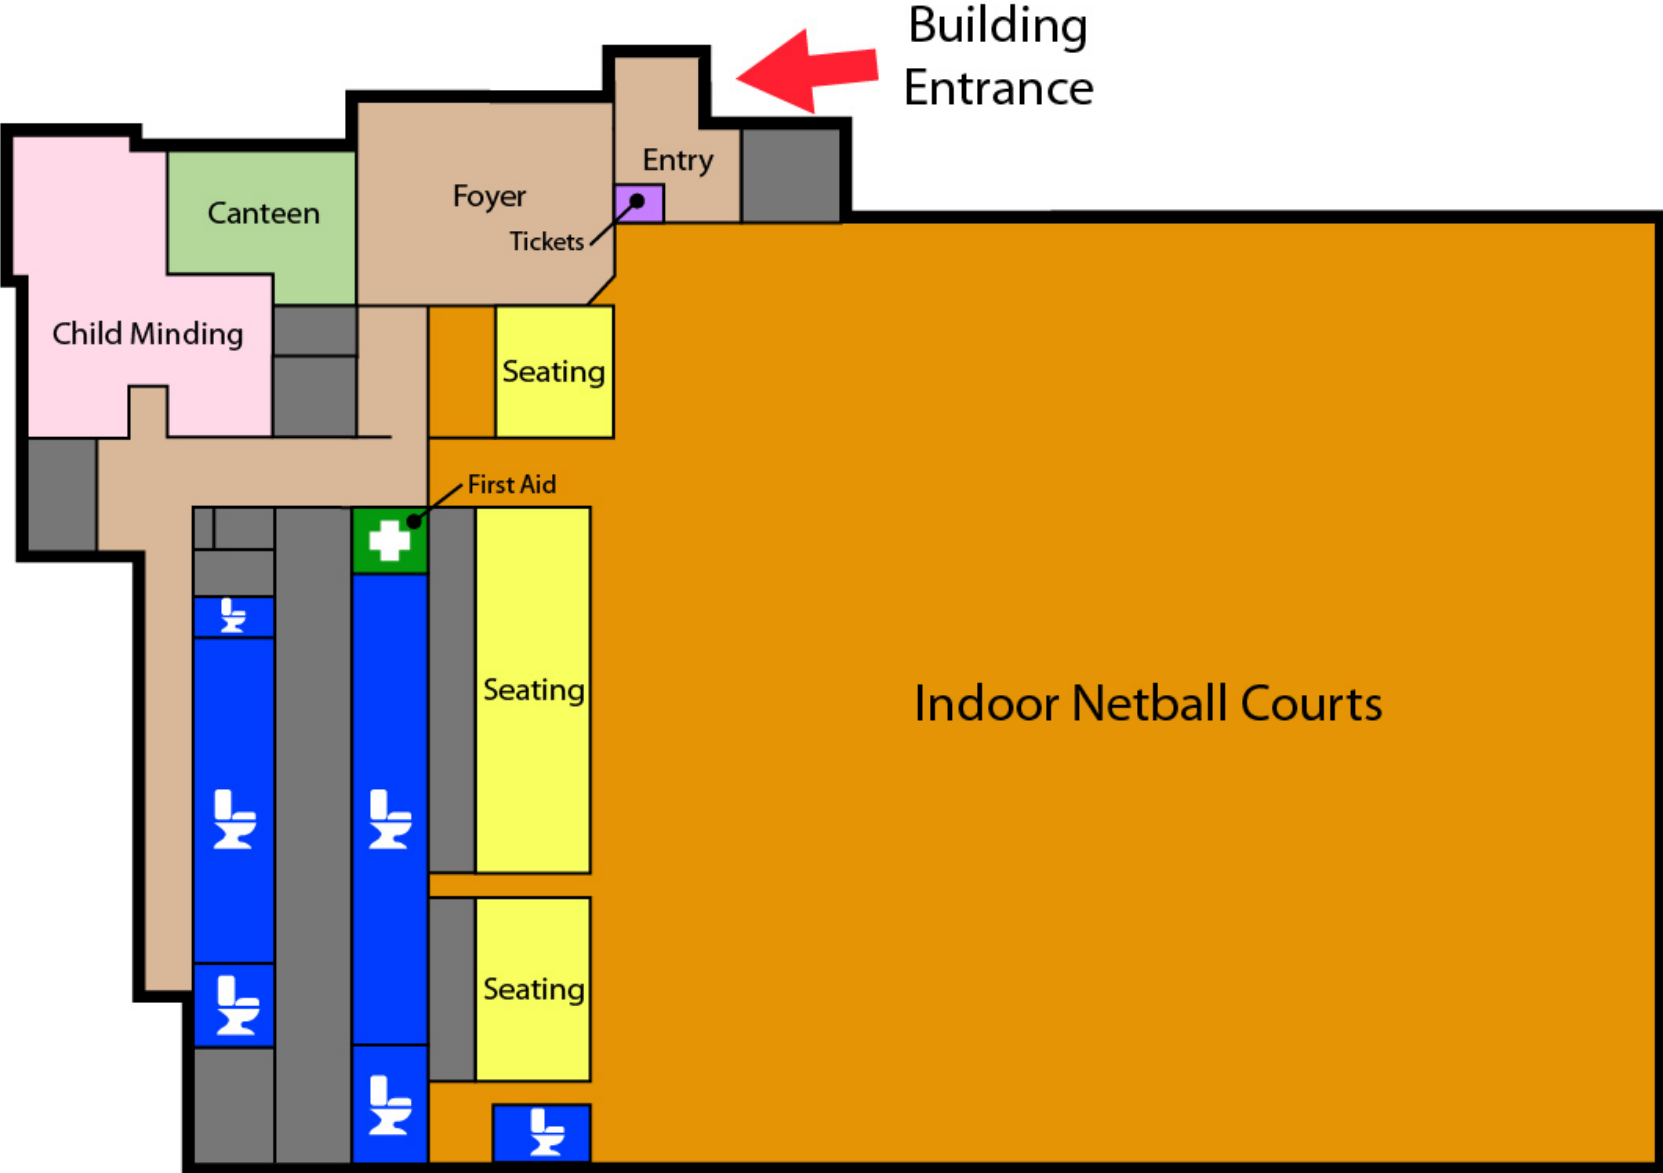 Building
Entrance
Entry
Foyer
Canteen
Tickets
Child Minding
Seating
First Aid
Seating
Indoor Netball Courts
Seating